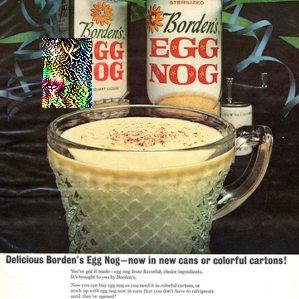 STERILIZED
Borden's
EGG
NOG
Borden's
EGG
NOG
Delicious Borden's Egg Nog—now in new cans or colorful cartons!
You've got it made—egg nog from flavorful, choice ingredients.
It's brought to you by Borden's.
Now you can buy egg nog as you need it in colorful cartons, or
stock up with egg nog now in cans that you don't have to refrigerate
until they're opened!